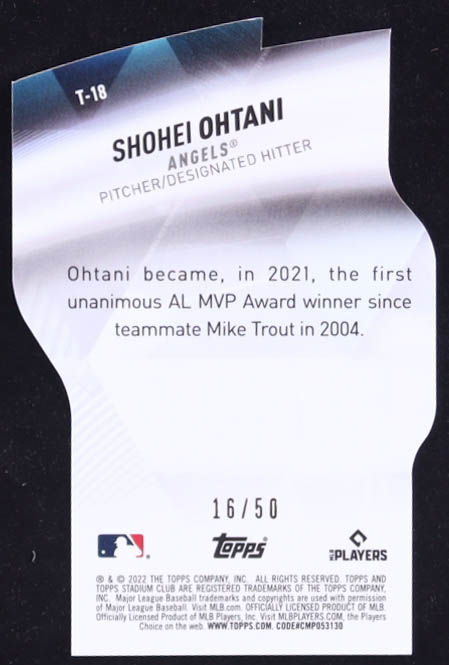 T-18
SHOHEI OHTANI
ANGELS®
PITCHER/DESIGNATED HITTER
Ohtani became, in 2021, the first
unanimous AL MVP Award winner since
teammate Mike Trout in 2004.
16/50
Topps®
MLB PLAYERS
® & © 2022 THE TOPPS COMPANY, INC. ALL RIGHTS RESERVED. TOPPS AND
TOPPS STADIUM CLUB ARE REGISTERED TRADEMARKS OF THE TOPPS COMPANY,
INC. Major League Baseball trademarks and copyrights are used with permission
of Major League Baseball. Visit MLB.com. OFFICIALLY LICENSED PRODUCT OF MLB.
Officially Licensed Product of MLB Players, Inc. Visit MLBPLAYERS.COM, the Players
Choice on the web. WWW.TOPPS.COM. CODE#CMP053130